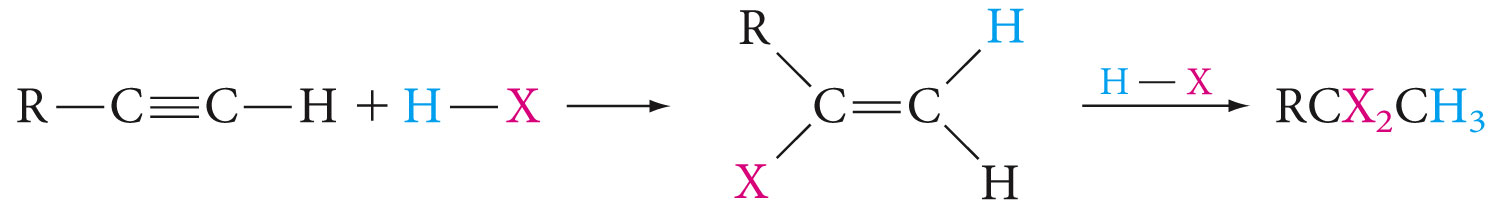 R—C≡C—H + H—X ⟶ R X C=C H H H—X ⟶ RCX₂CH₃